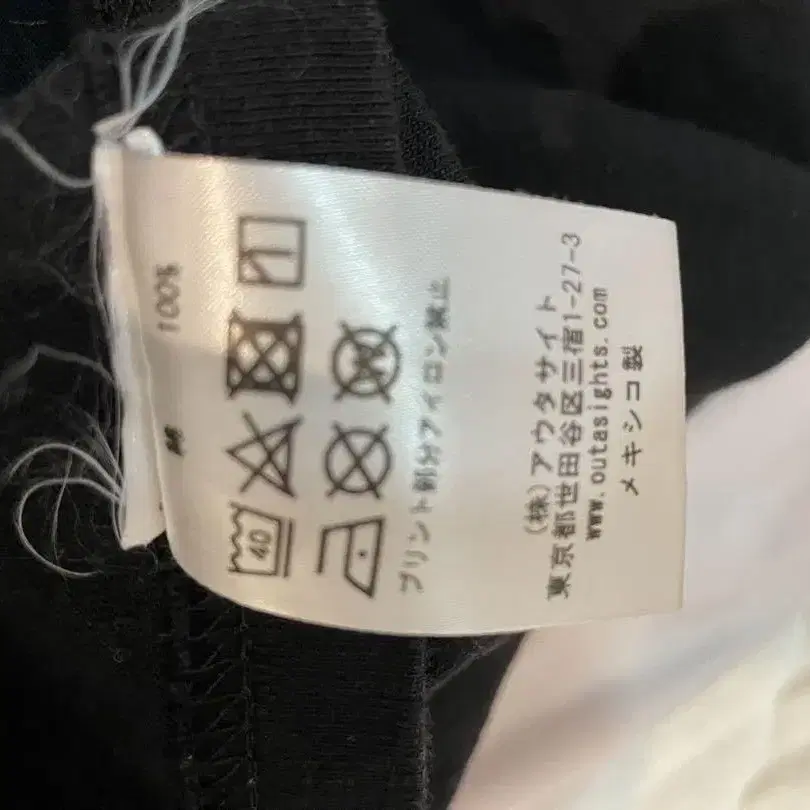 100%
40
W
プリント部分アイロン禁止
(株)アウタサイト
東京都世田谷区三宿1-27-3
www.outasights.com
メキシコ製